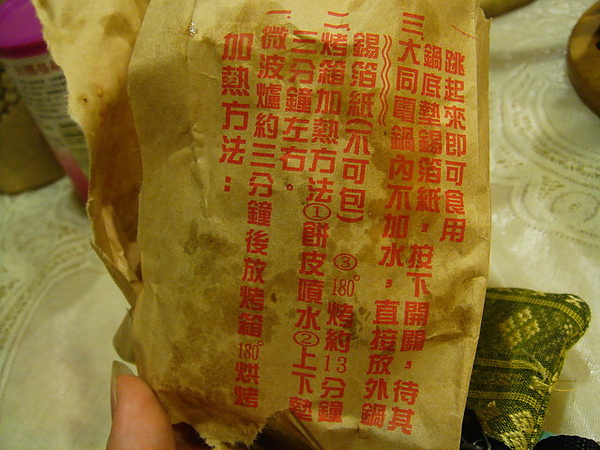 加熱方法：
一、微波爐約三分鐘後放烤箱180°烘烤
三分鐘左右。
二、烤箱加熱方法①餅皮噴水②上下墊
錫箔紙(不可包) ③180°烤約13分鐘
三、大同電鍋內不加水，直接放外鍋
鍋底墊錫箔紙，按下開關，待其
跳起來即可食用